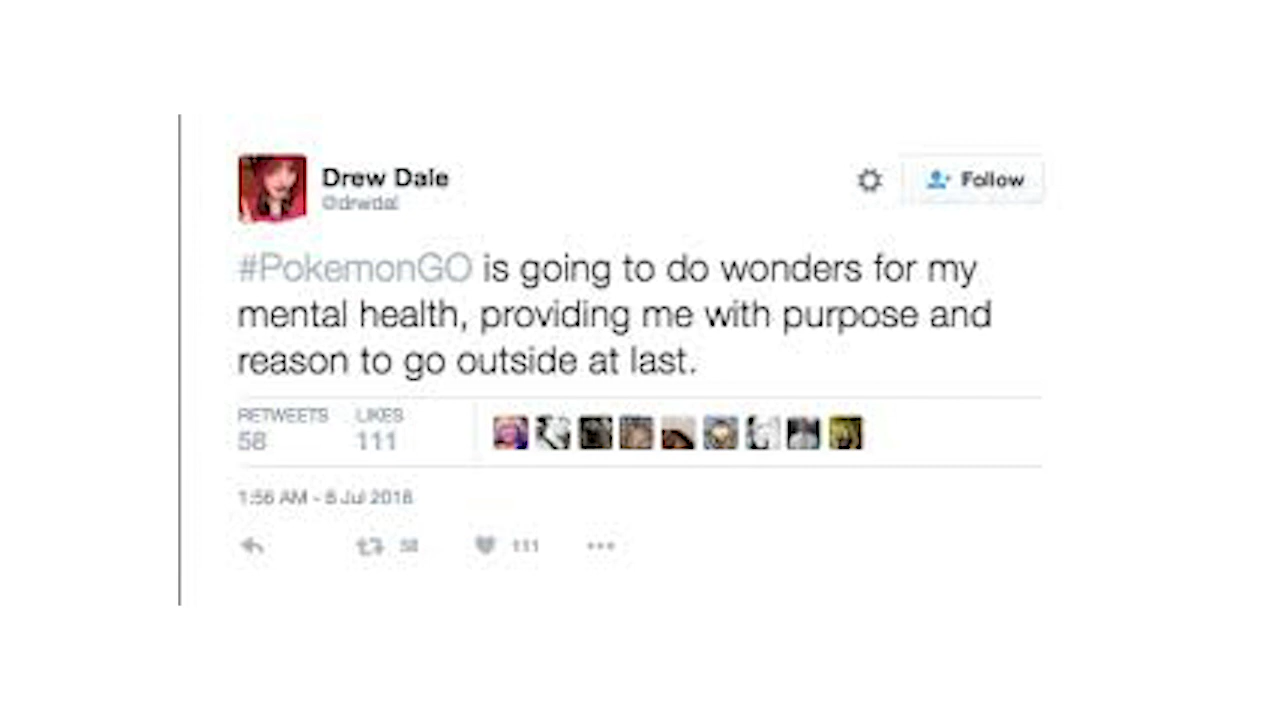 Drew Dale
@drwdal
Follow
#PokemonGO is going to do wonders for my
mental health, providing me with purpose and
reason to go outside at last.
RETWEETS LIKES
58 111
1:56 AM - Jul 2016
58 111